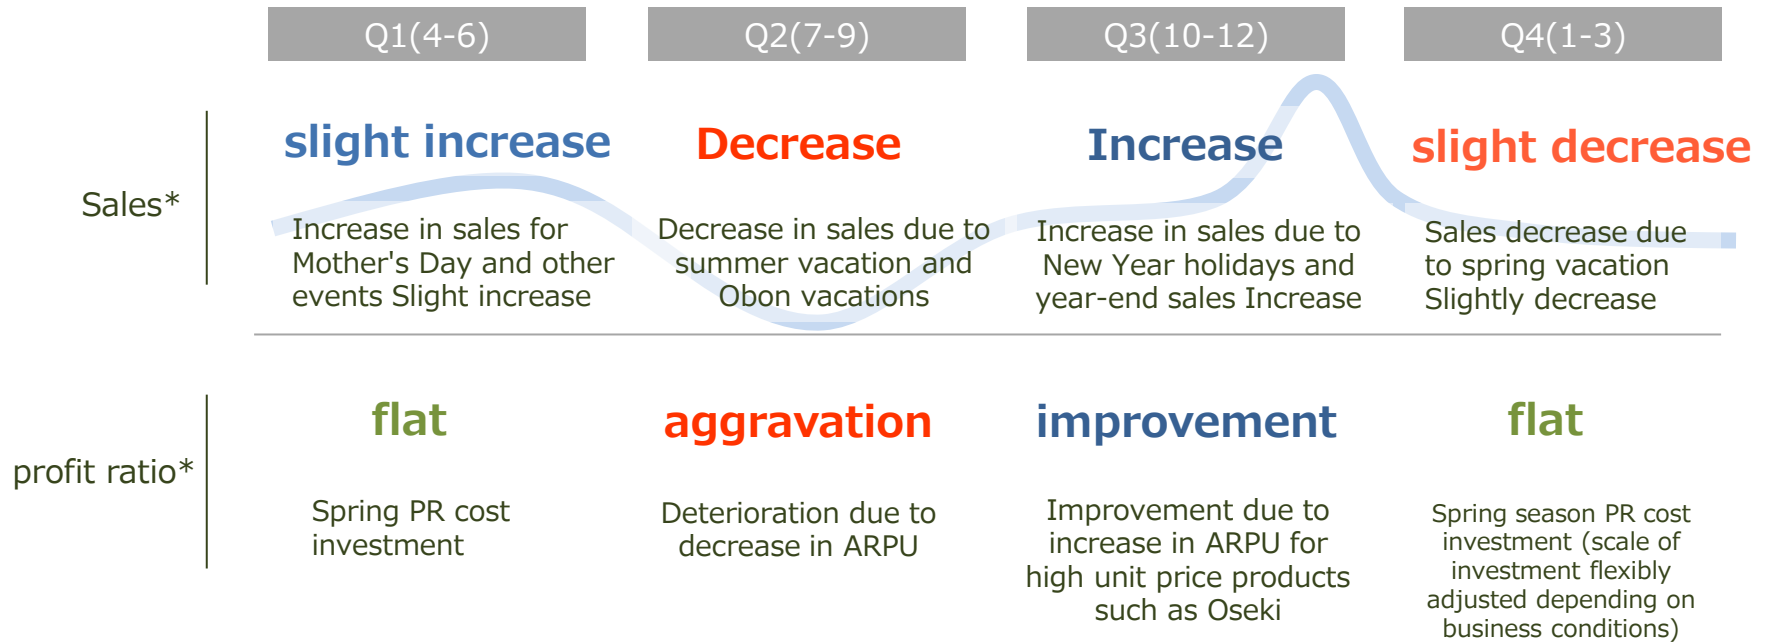 Q1(4-6)
Q2(7-9)
Q3(10-12)
Q4(1-3)
Sales*
slight increase
Increase in sales for
Mother's Day and other
events Slight increase
Decrease
Decrease in sales due to
summer vacation and
Obon vacations
Increase
Increase in sales due to
New Year holidays and
year-end sales Increase
slight decrease
Sales decrease due
to spring vacation
Slightly decrease
profit ratio*
flat
Spring PR cost
investment
aggravation
Deterioration due to
decrease in ARPU
improvement
Improvement due to
increase in ARPU for
high unit price products
such as Oseki
flat
Spring season PR cost
investment (scale of
investment flexibly
adjusted depending on
business conditions)